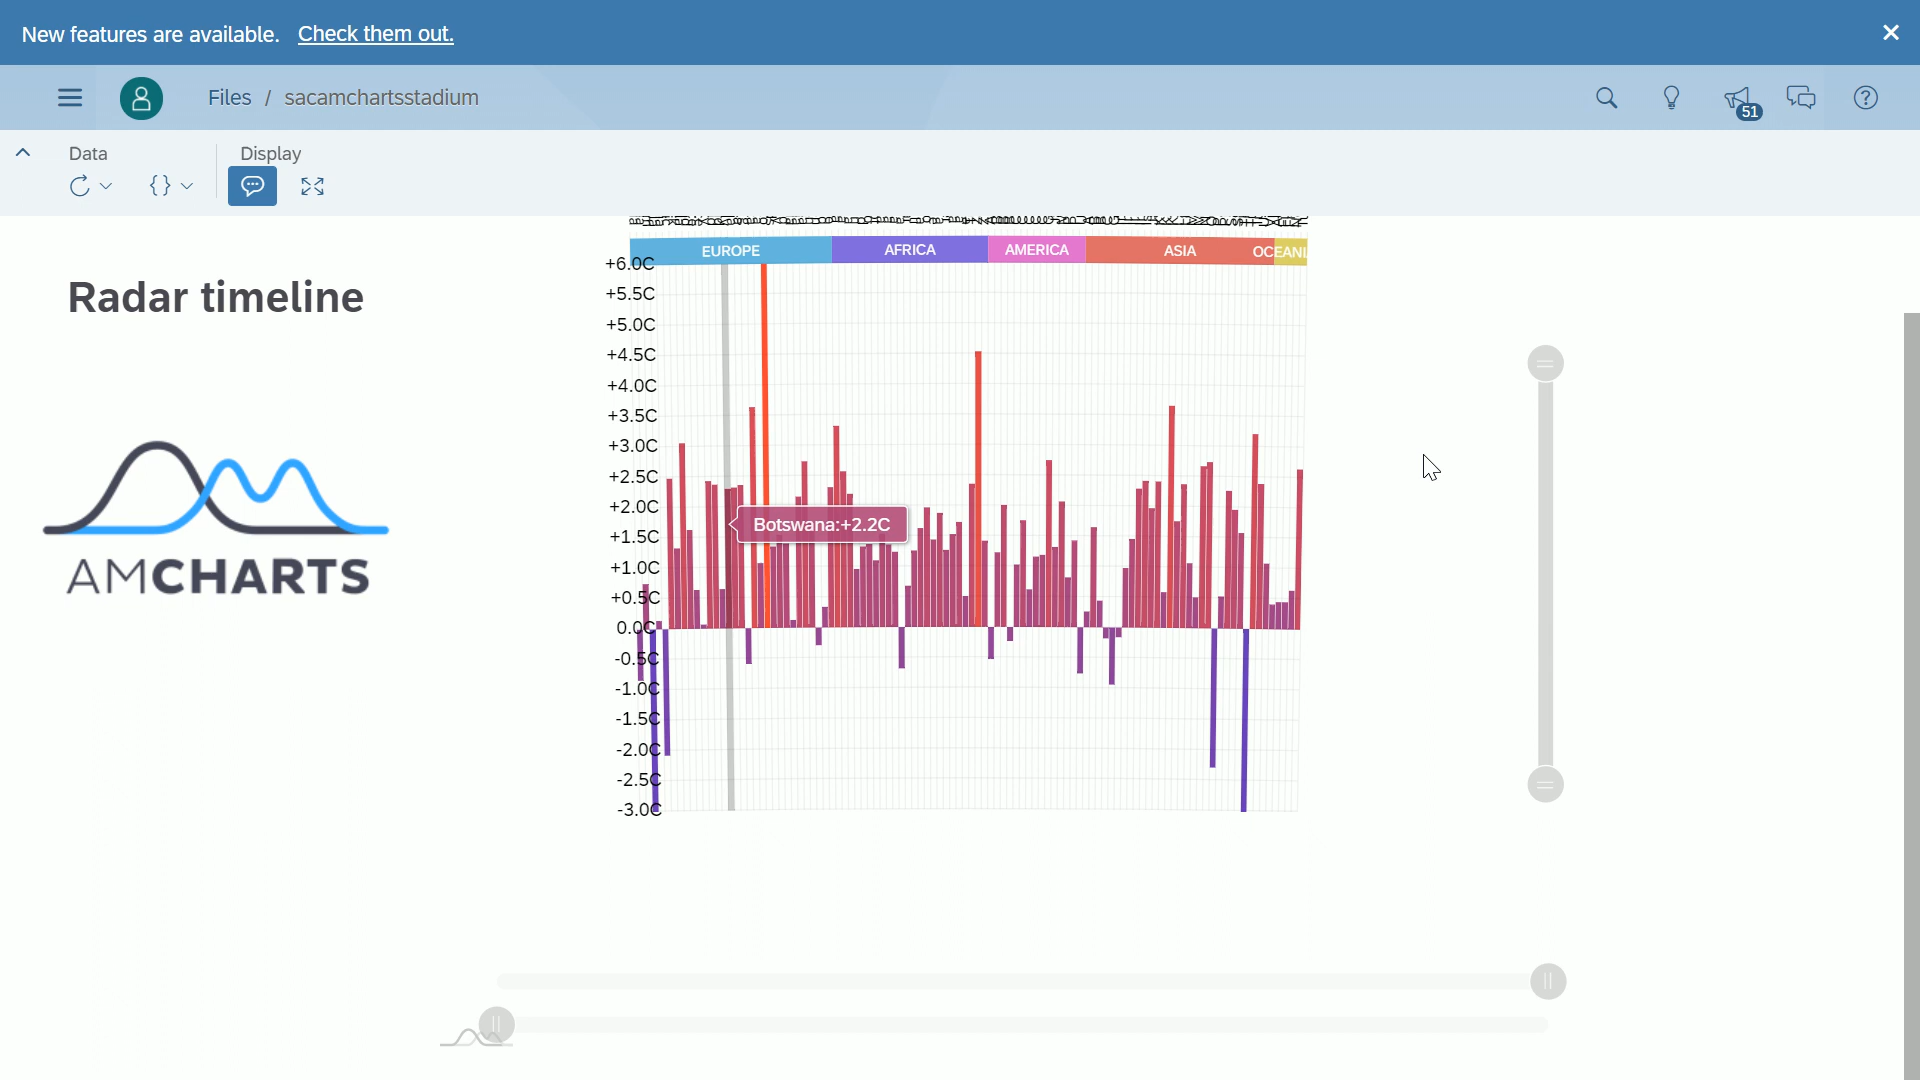 New features are available. Check them out.
Files / sacamchartsstadium
51
Data
Display
EUROPE AFRICA AMERICA ASIA OCEANI
Radar timeline
+6.0C
+5.5C
+5.0C
+4.5C
+4.0C
+3.5C
+3.0C
+2.5C
+2.0C
Botswana:+2.2C
+1.5C
+1.0C
+0.5C
0.0C
-0.5C
-1.0C
-1.5C
-2.0C
-2.5C
-3.0C
AMCHARTS